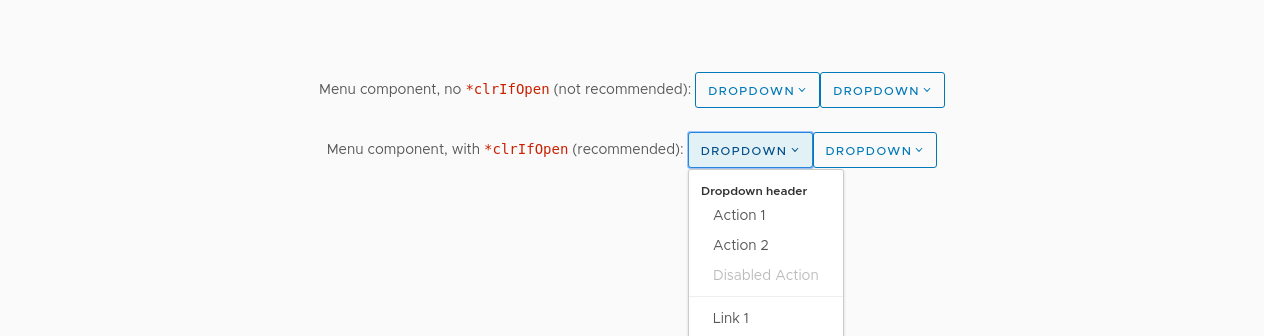 Menu component, no *clrIfOpen (not recommended): DROPDOWN DROPDOWN
Menu component, with *clrIfOpen (recommended): DROPDOWN DROPDOWN
Dropdown header
Action 1
Action 2
Disabled Action
Link 1